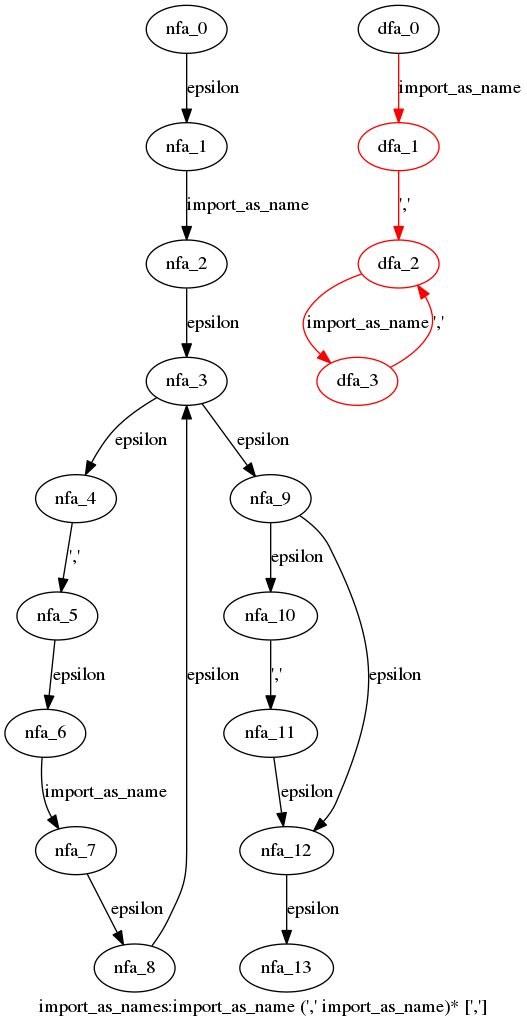 nfa_0
dfa_0
epsilon
import_as_name
nfa_1
dfa_1
import_as_name
','
nfa_2
dfa_2
epsilon
import_as_name
','
nfa_3
dfa_3
epsilon
epsilon
nfa_4
nfa_9
','
epsilon
nfa_5
nfa_10
epsilon
epsilon
','
epsilon
nfa_6
nfa_11
import_as_name
epsilon
nfa_7
nfa_12
epsilon
epsilon
nfa_8
nfa_13
import_as_names:import_as_name (',' import_as_name)* [',']